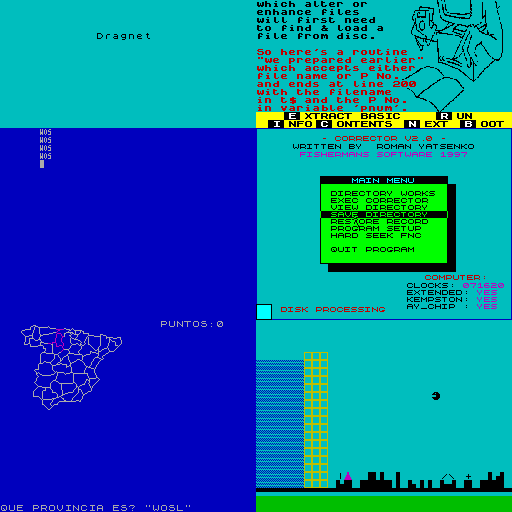 Dragnet
which alter or
enhance files
will first need
to find & load a
file from disc.
So here's a routine
"we prepared earlier"
which accepts either
file name or P No.,
and ends at line 200
with the filename
in t$ and the P No.
in variable 'pnum'.
E XTRACT BASIC R UN
I NFO C ONTENTS N EXT B OOT
WOS
WOS
WOS
WOS
PUNTOS:0
QUE PROVINCIA ES? "WOSL"
- CORRECTOR V2.0 -
WRITTEN BY ROMAN YATSENKO
FISHERMANS SOFTWARE 1997
MAIN MENU
DIRECTORY WORKS
EXEC CORRECTOR
VIEW DIRECTORY
SAVE DIRECTORY
RESTORE RECORD
PROGRAM SETUP
HARD SEEK FNC
QUIT PROGRAM
COMPUTER:
CLOCKS: 071620
EXTENDED: YES
KEMPSTON: YES
AY_CHIP : YES
DISK PROCESSING